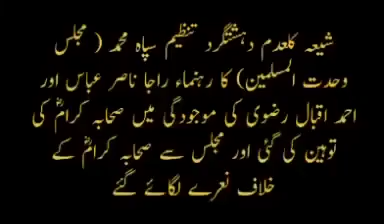 شیعہ کلعدم دہشتگرد تنظیم سپاہ محمد ( مجلس
وحدت المسلمین) کا رہنماء راجا ناصر عباس اور
احمد اقبال رضوی کی موجودگی میں صحابہ کرامؓ کی
توہین کی گئی اور مجلس سے صحابہ کرامؓ کے
خلاف نعرے لگائے گئے